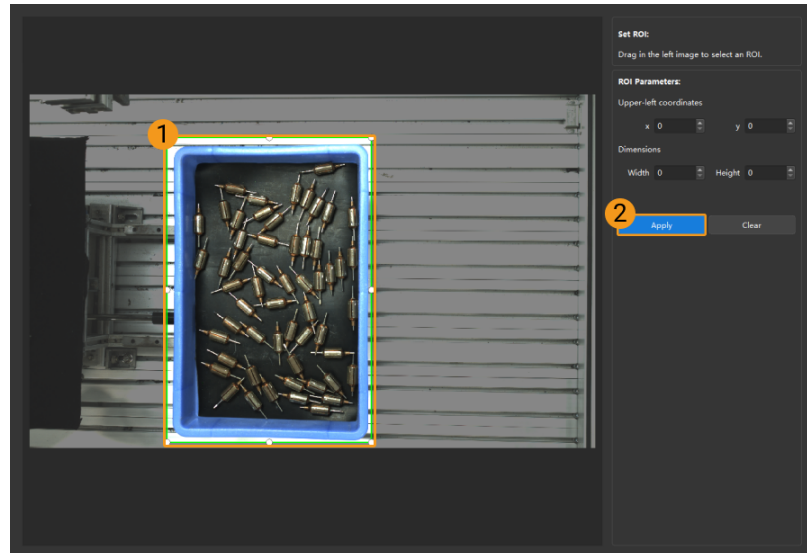 Set ROI:
Drag in the left image to select an ROI.
ROI Parameters:
Upper-left coordinates
x 0 y 0
Dimensions
Width 0 Height 0
Apply Clear
1
2